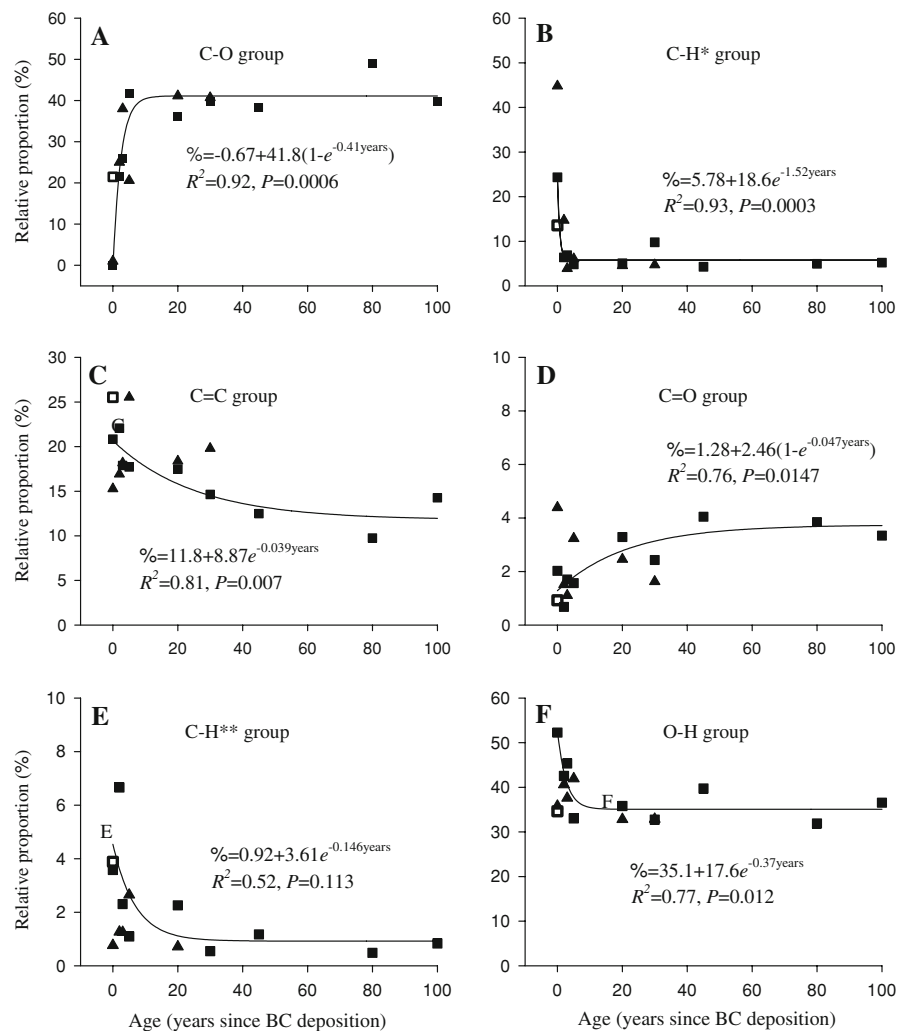 A
C-O group
60
50
40
30
20
10
0
Relative proportion (%)
%=-0.67+41.8(1-e^-0.41years)
R²=0.92, P=0.0006
0 20 40 60 80 100
B
C-H* group
60
50
40
30
20
10
0
%=5.78+18.6e^-1.52years
R²=0.93, P=0.0003
0 20 40 60 80 100
C
C=C group
30
25
20
15
10
5
0
Relative proportion (%)
C
%=11.8+8.87e^-0.039years
R²=0.81, P=0.007
0 20 40 60 80 100
D
C=O group
10
8
6
4
2
0
%=1.28+2.46(1-e^-0.047years)
R²=0.76, P=0.0147
0 20 40 60 80 100
E
C-H** group
10
8
6
4
2
0
Relative proportion (%)
E
%=0.92+3.61e^-0.146years
R²=0.52, P=0.113
0 20 40 60 80 100
Age (years since BC deposition)
F
O-H group
60
50
40
30
20
10
0
F
%=35.1+17.6e^-0.37years
R²=0.77, P=0.012
0 20 40 60 80 100
Age (years since BC deposition)